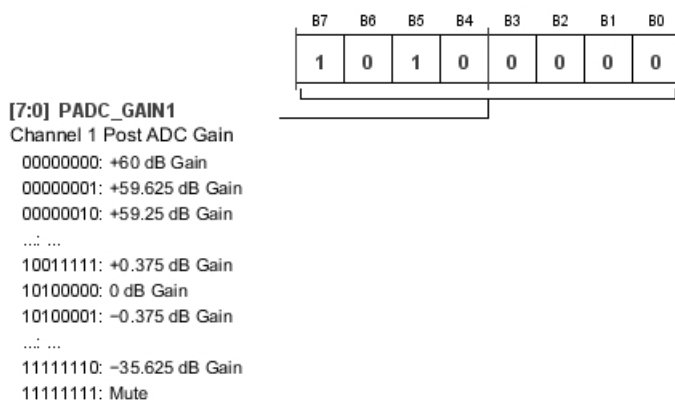 B7 B6 B5 B4 B3 B2 B1 B0
1 0 1 0 0 0 0 0
[7:0] PADC_GAIN1
Channel 1 Post ADC Gain
00000000: +60 dB Gain
00000001: +59.625 dB Gain
00000010: +59.25 dB Gain
...: ...
10011111: +0.375 dB Gain
10100000: 0 dB Gain
10100001: −0.375 dB Gain
...: ...
11111110: −35.625 dB Gain
11111111: Mute